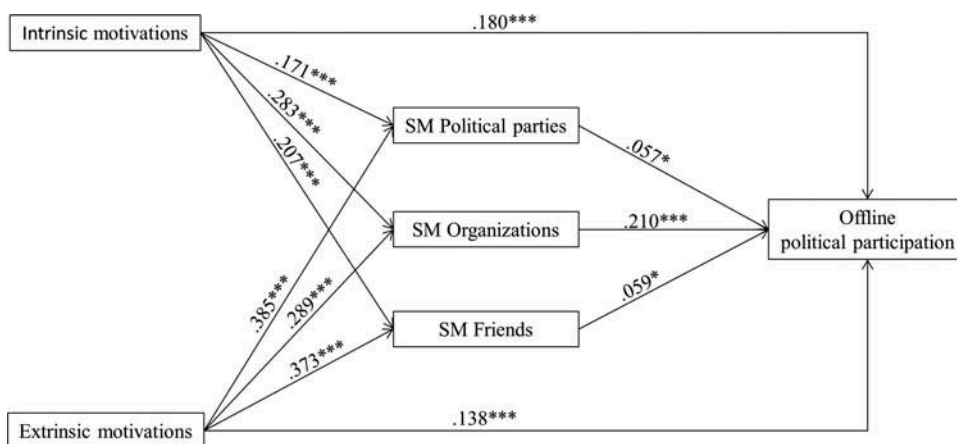 .180***
Intrinsic motivations
.171***
.283***
.207***
SM Political parties
.057*
SM Organizations
.210***
Offline
political participation
.059*
.385***
.289***
SM Friends
.373***
.138***
Extrinsic motivations